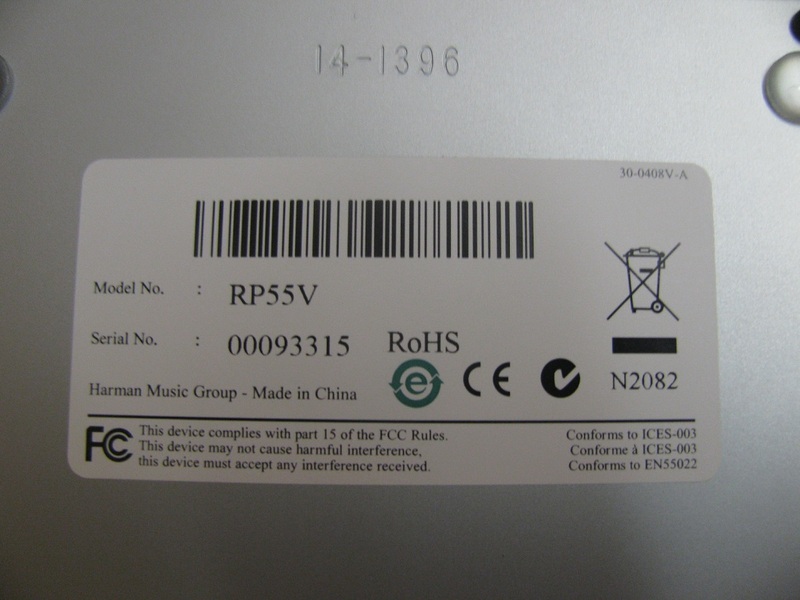 14-1396
30-0408V-A
Model No. : RP55V
Serial No. : 00093315 RoHS
Harman Music Group - Made in China e CE N2082
FC This device complies with part 15 of the FCC Rules.
This device may not cause harmful interference,
this device must accept any interference received.
Conforms to ICES-003
Conforme à ICES-003
Conforms to EN55022